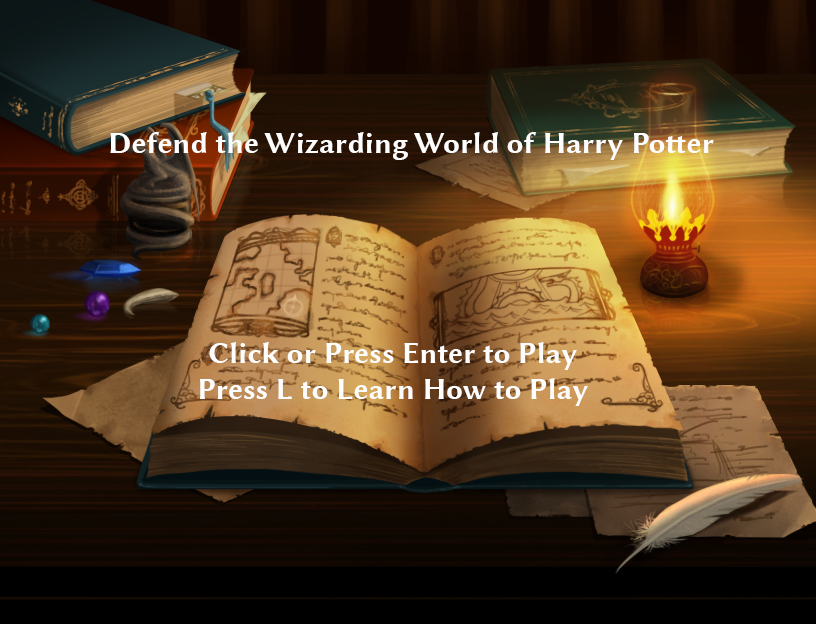 Defend the Wizarding World of Harry Potter
Click or Press Enter to Play
Press L to Learn How to Play